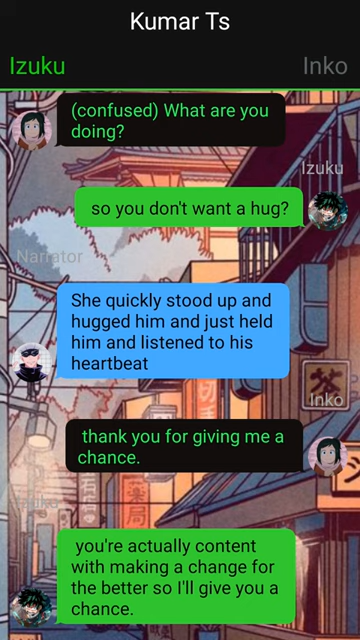 Kumar Ts
Izuku
Inko
(confused) What are you
doing?
Izuku
so you don't want a hug?
Narrator
She quickly stood up and
hugged him and just held
him and listened to his
heartbeat
Inko
thank you for giving me a
chance.
Izuku
you're actually content
with making a change for
the better so I'll give you a
chance.